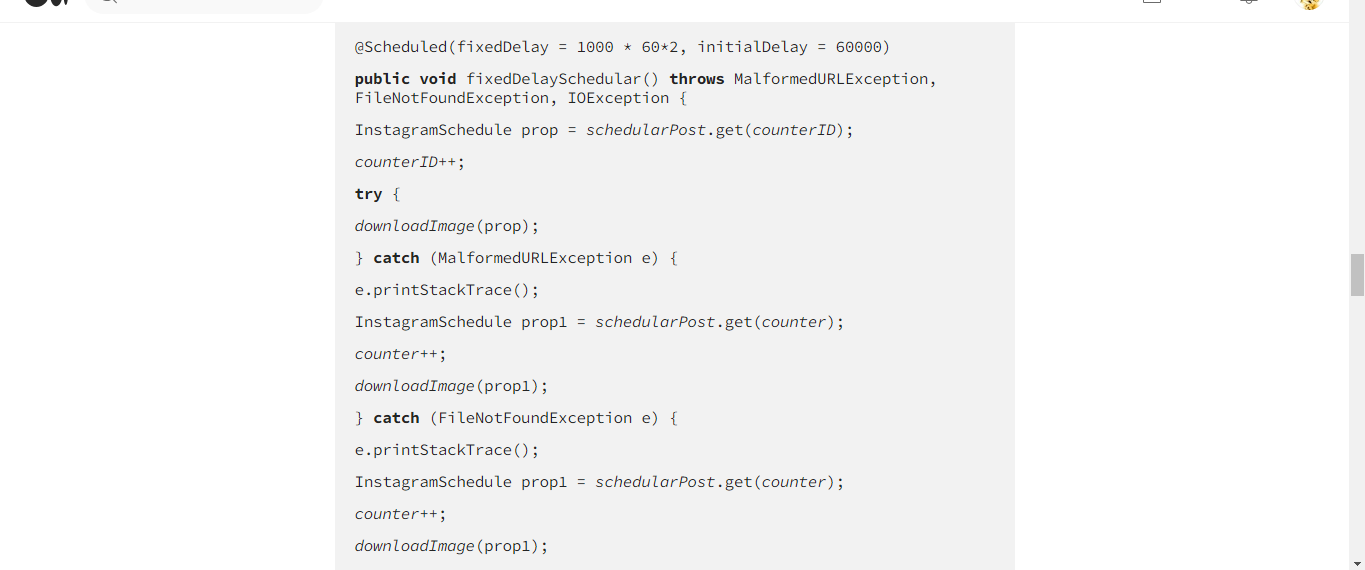 @Scheduled(fixedDelay = 1000 * 60*2, initialDelay = 60000)
public void fixedDelaySchedular() throws MalformedURLException,
FileNotFoundException, IOException {
InstagramSchedule prop = schedularPost.get(counterID);
counterID++;
try {
downloadImage(prop);
} catch (MalformedURLException e) {
e.printStackTrace();
InstagramSchedule prop1 = schedularPost.get(counter);
counter++;
downloadImage(prop1);
} catch (FileNotFoundException e) {
e.printStackTrace();
InstagramSchedule prop1 = schedularPost.get(counter);
counter++;
downloadImage(prop1);